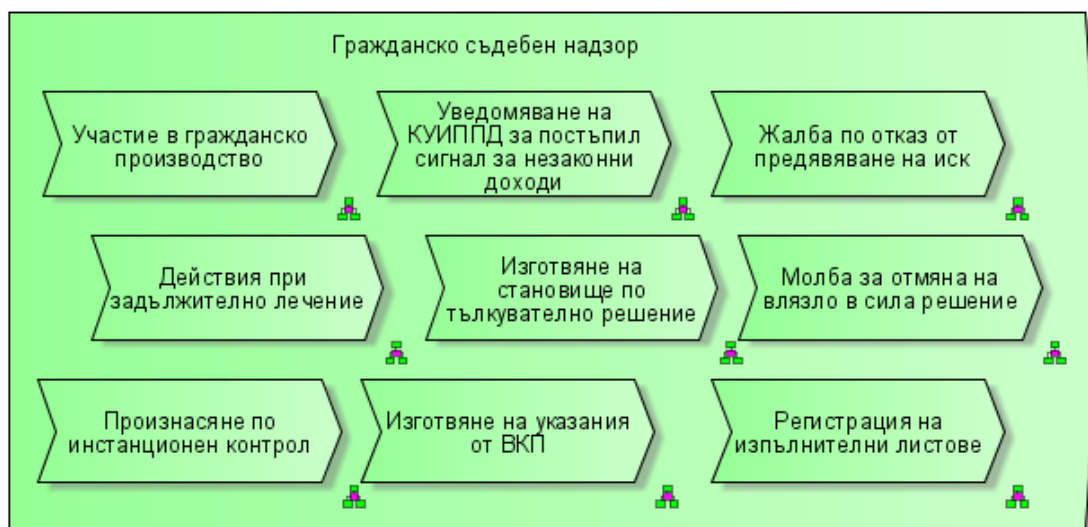 Гражданско съдебен надзор
Участие в гражданско
производство
Уведомяване на
КУИППД за постъпил
сигнал за незаконни
доходи
Жалба по отказ от
предявяване на иск
Действия при
задължително лечение
Изготвяне на
становище по
тълкувателно решение
Молба за отмяна на
влязло в сила решение
Произнасяне по
инстанционен контрол
Изготвяне на указания
от ВКП
Регистрация на
изпълнителни листове